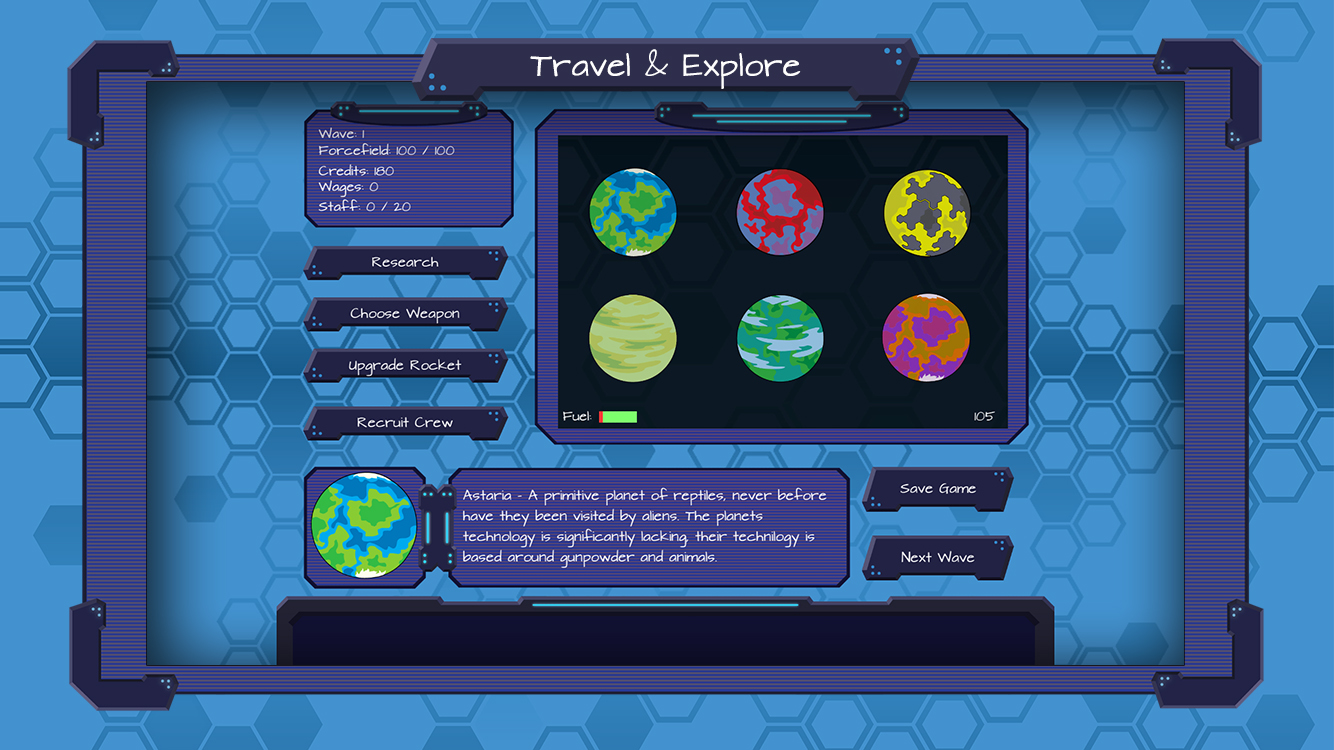 Travel & Explore
Wave: 1
Forcefield: 100 / 100
Credits: 180
Wages: 0
Staff: 0 / 20
Research
Choose Weapon
Upgrade Rocket
Recruit Crew
Fuel:
105
Astaria - A primitive planet of reptiles, never before
have they been visited by aliens. The planets
technology is significantly lacking, their technilogy is
based around gunpowder and animals.
Save Game
Next Wave